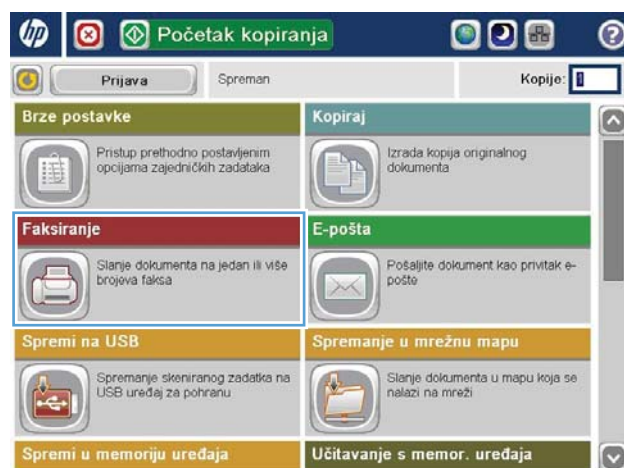 hp
Početak kopiranja
?
Prijava
Spreman
Kopije: 1
Brze postavke
Pristup prethodno postavljenim
opcijama zajedničkih zadataka
Kopiraj
Izrada kopija originalnog
dokumenta
Faksiranje
Slanje dokumenta na jedan ili više
brojeva faksa
E-pošta
Pošaljite dokument kao privitak e-
pošte
Spremi na USB
Spremanje skeniranog zadatka na
USB uređaj za pohranu
Spremanje u mrežnu mapu
Slanje dokumenta u mapu koja se
nalazi na mreži
Spremi u memoriju uređaja
Učitavanje s memor. uređaja